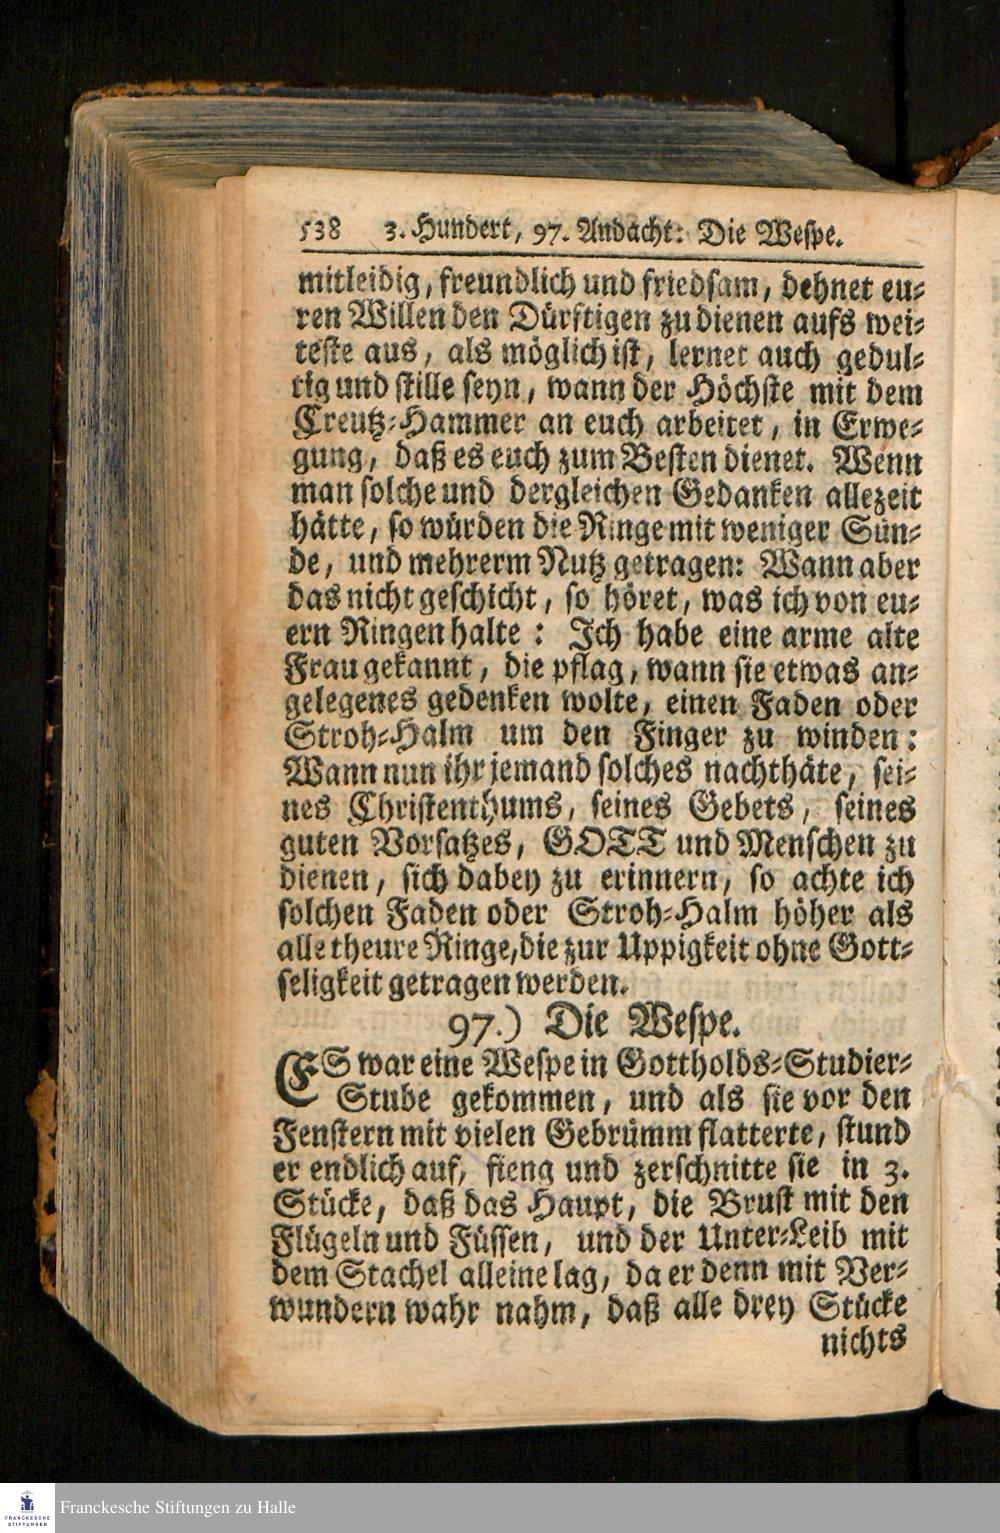 538 3. Hundert, 97. Andacht: Die Wespe.
mitleidig, freundlich und friedsam, dehnet eu-
ren Willen den Dürftigen zu dienen aufs wei-
teste aus, als möglich ist, lernet auch gedul-
tig und stille seyn, wann der Höchste mit dem
Creutz-Hammer an euch arbeitet, in Erwe-
gung, daß es euch zum Besten dienet. Wenn
man solche und dergleichen Gedanken allezeit
hätte, so würden die Ringe mit weniger Sün-
de, und mehrerm Nutz getragen: Wann aber
das nicht geschicht, so höret, was ich von eu-
ern Ringen halte: Ich habe eine arme alte
Frau gekannt, die pflag, wann sie etwas an-
gelegenes gedenken wolte, einen Faden oder
Stroh-Halm um den Finger zu winden:
Wann nun ihr jemand solches nachthäte, sei-
nes Christenthums, seines Gebets, seines
guten Vorsatzes, GOTT und Menschen zu
dienen, sich dabey zu erinnern, so achte ich
solchen Faden oder Stroh-Halm höher als
alle theure Ringe, die zur Uppigkeit ohne Gott-
seligkeit getragen werden.
97.) Die Wespe.
ES war eine Wespe in Gottholds-Studier-
Stube gekommen, und als sie vor den
Fenstern mit vielen Gebrümm flatterte, stund
er endlich auf, fieng und zerschnitte sie in 3.
Stücke, daß das Haupt, die Brust mit den
Flügeln und Füssen, und der Unter-Leib mit
dem Stachel alleine lag, da er denn mit Ver-
wundern wahr nahm, daß alle drey Stücke
nichts
FRANCKESCHE STIFTUNGEN
Franckesche Stiftungen zu Halle